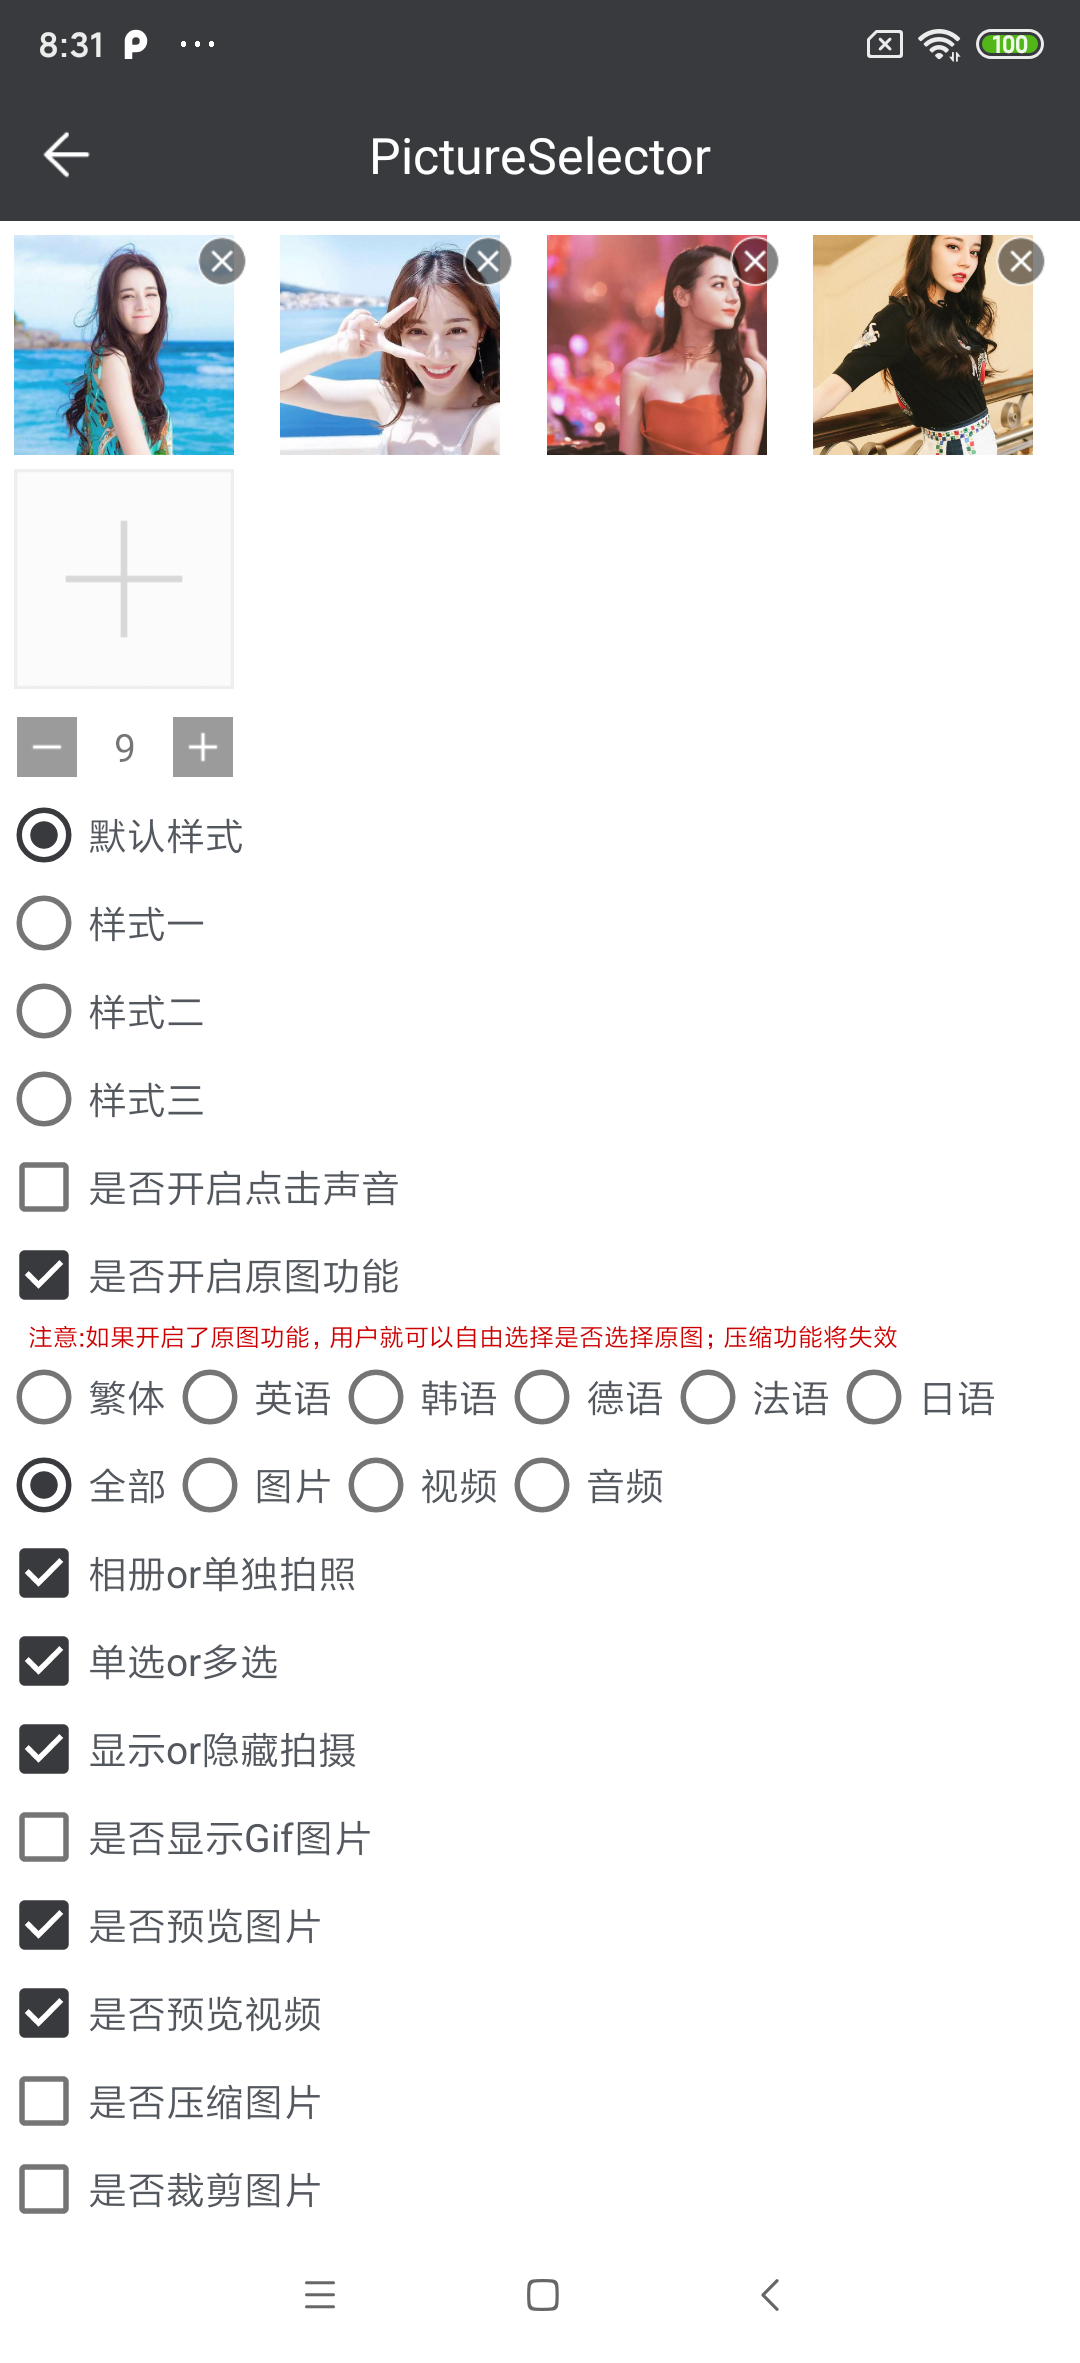 8:31 100
PictureSelector
9
默认样式
样式一
样式二
样式三
是否开启点击声音
是否开启原图功能
注意:如果开启了原图功能，用户就可以自由选择是否选择原图；压缩功能将失效
繁体 英语 韩语 德语 法语 日语
全部 图片 视频 音频
相册or单独拍照
单选or多选
显示or隐藏拍摄
是否显示Gif图片
是否预览图片
是否预览视频
是否压缩图片
是否裁剪图片